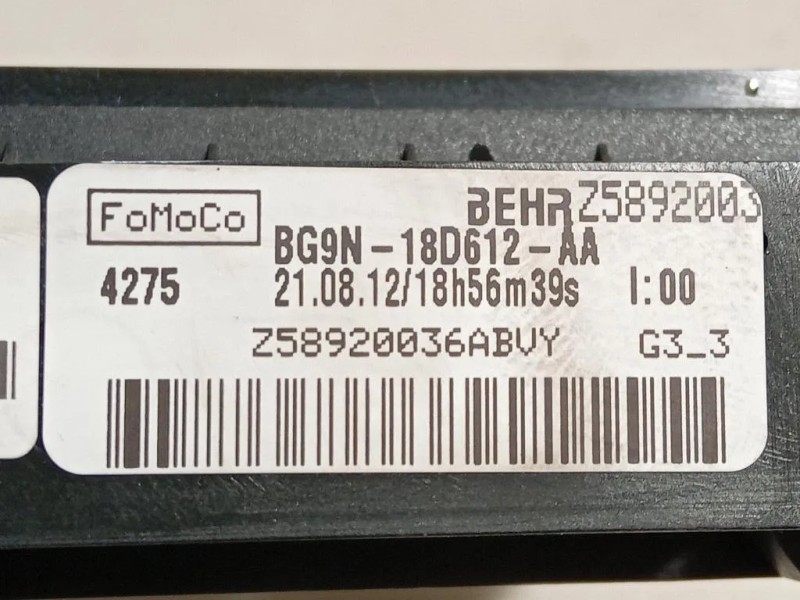 FoMoCo BEHR Z5892003
BG9N-18D612-AA
4275 21.08.12/18h56m39s I:00
Z58920036ABVY G3_3